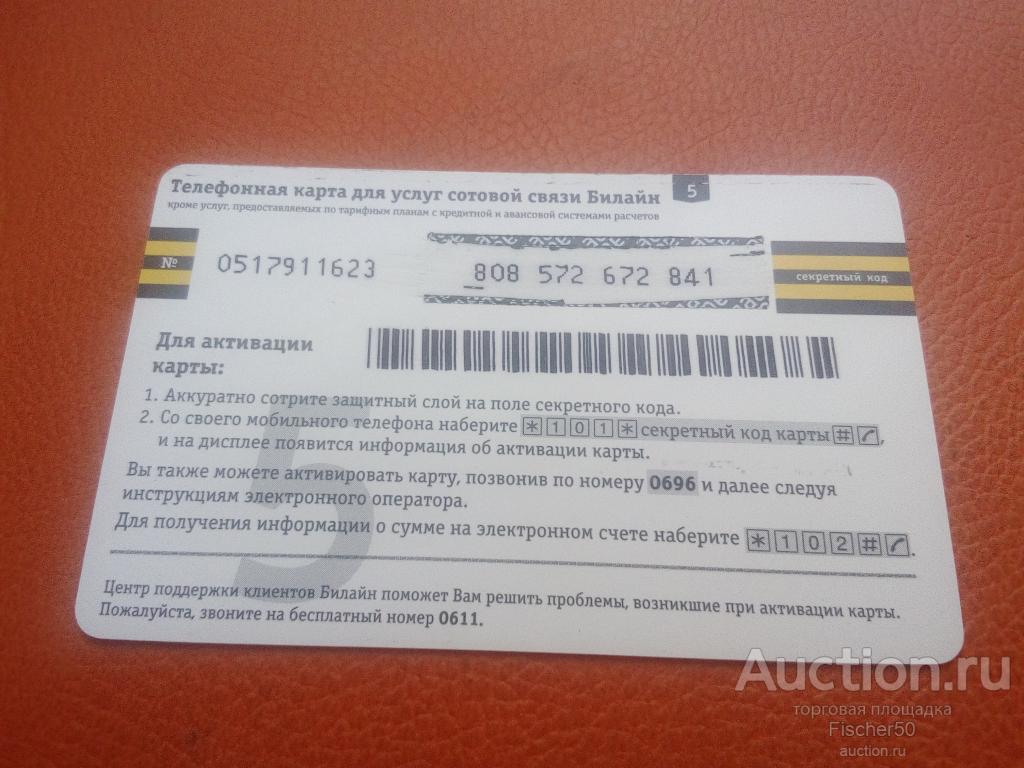 Телефонная карта для услуг сотовой связи Билайн 5
кроме услуг, предоставляемых по тарифным планам с кредитной и авансовой системами расчетов
№ 0517911623 808 572 672 841 секретный код
Для активации
карты:
1. Аккуратно сотрите защитный слой на поле секретного кода.
2. Со своего мобильного телефона наберите *101* секретный код карты #,
и на дисплее появится информация об активации карты.
Вы также можете активировать карту, позвонив по номеру 0696 и далее следуя
инструкциям электронного оператора.
Для получения информации о сумме на электронном счете наберите *102#.
5
Центр поддержки клиентов Билайн поможет Вам решить проблемы, возникшие при активации карты.
Пожалуйста, звоните на бесплатный номер 0611.
Auction.ru
торговая площадка
Fischer50
auction.ru